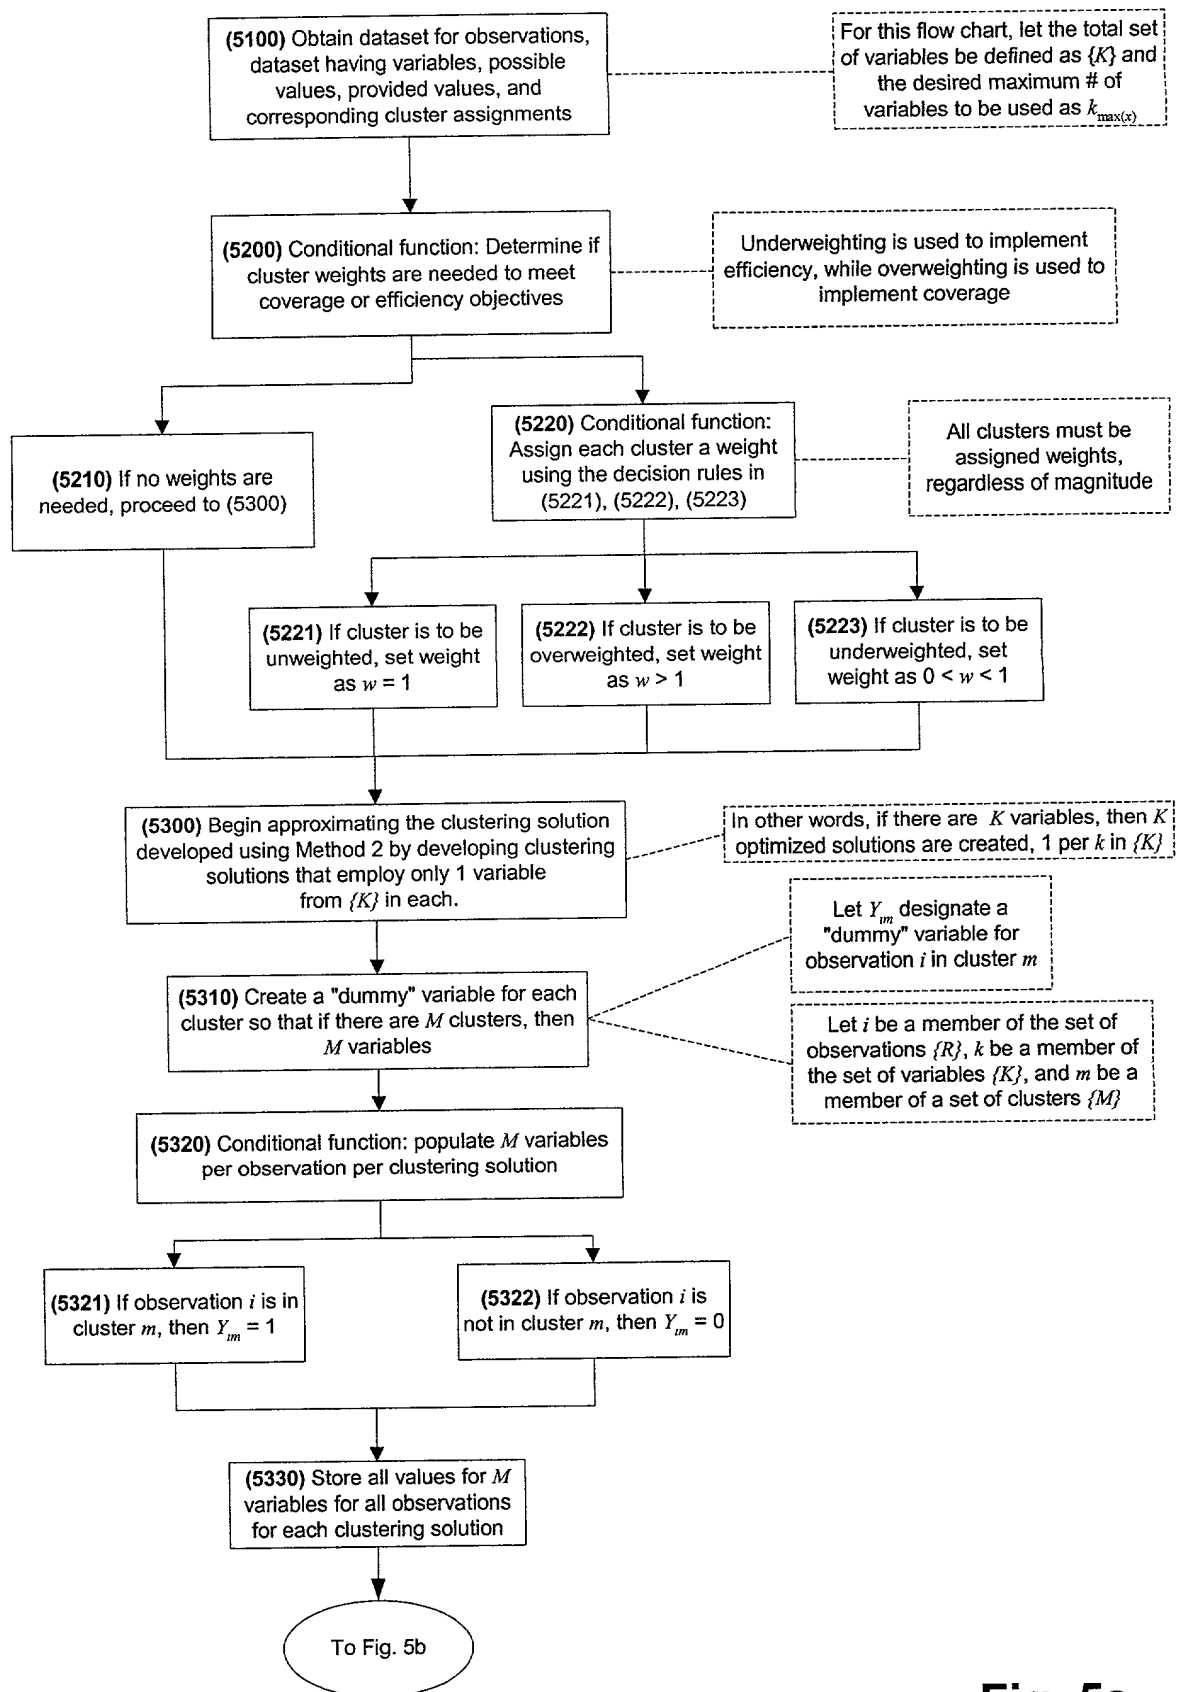 (5100) Obtain dataset for observations,
dataset having variables, possible
values, provided values, and
corresponding cluster assignments
For this flow chart, let the total set
of variables be defined as {K} and
the desired maximum # of
variables to be used as kmax(x)
(5200) Conditional function: Determine if
cluster weights are needed to meet
coverage or efficiency objectives
Underweighting is used to implement
efficiency, while overweighting is used to
implement coverage
(5210) If no weights are
needed, proceed to (5300)
(5220) Conditional function:
Assign each cluster a weight
using the decision rules in
(5221), (5222), (5223)
All clusters must be
assigned weights,
regardless of magnitude
(5221) If cluster is to be
unweighted, set weight
as w = 1
(5222) If cluster is to be
overweighted, set weight
as w > 1
(5223) If cluster is to be
underweighted, set
weight as 0 < w < 1
(5300) Begin approximating the clustering solution
developed using Method 2 by developing clustering
solutions that employ only 1 variable
from {K} in each.
In other words, if there are K variables, then K
optimized solutions are created, 1 per k in {K}
Let Yim designate a
"dummy" variable for
observation i in cluster m
(5310) Create a "dummy" variable for each
cluster so that if there are M clusters, then
M variables
Let i be a member of the set of
observations {R}, k be a member of
the set of variables {K}, and m be a
member of a set of clusters {M}
(5320) Conditional function: populate M variables
per observation per clustering solution
(5321) If observation i is in
cluster m, then Yim = 1
(5322) If observation i is
not in cluster m, then Yim = 0
(5330) Store all values for M
variables for all observations
for each clustering solution
To Fig. 5b